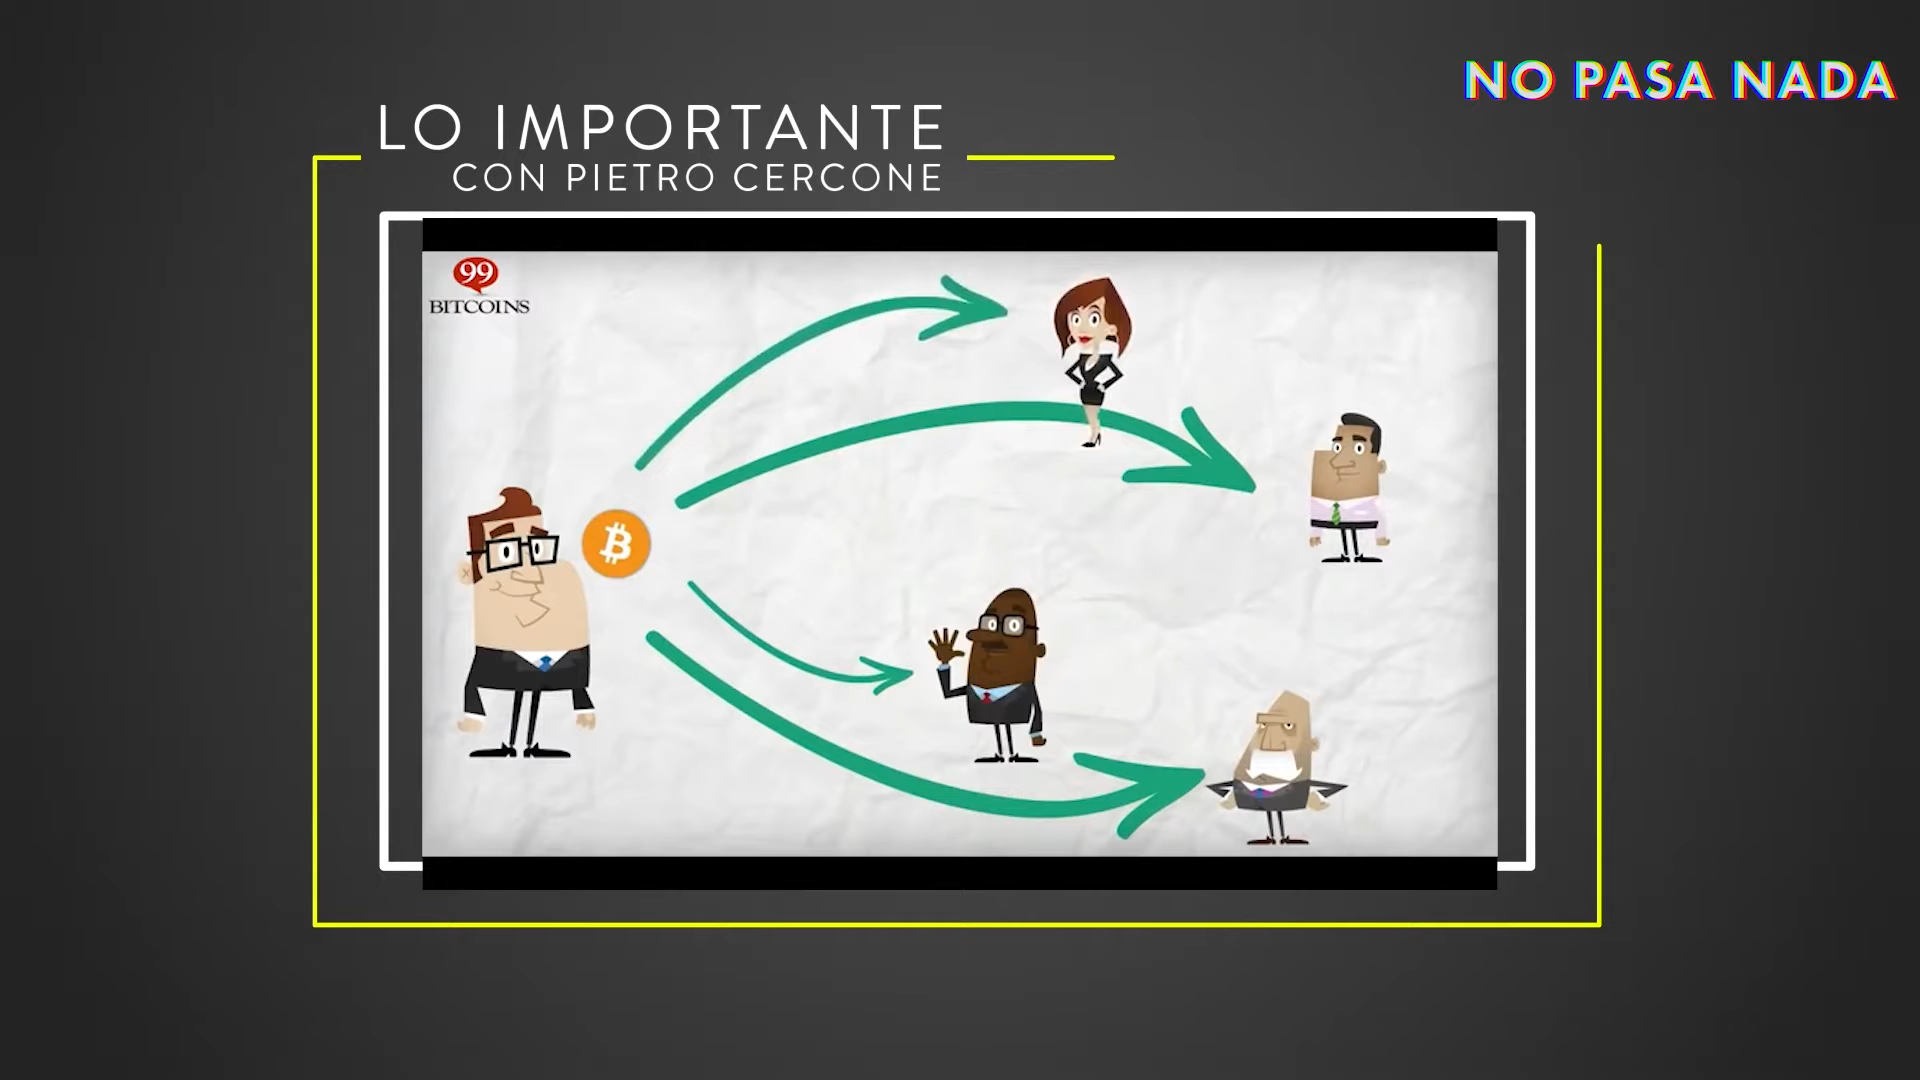 NO PASA NADA
LO IMPORTANTE
CON PIETRO CERCONE
99
BITCOINS
₿